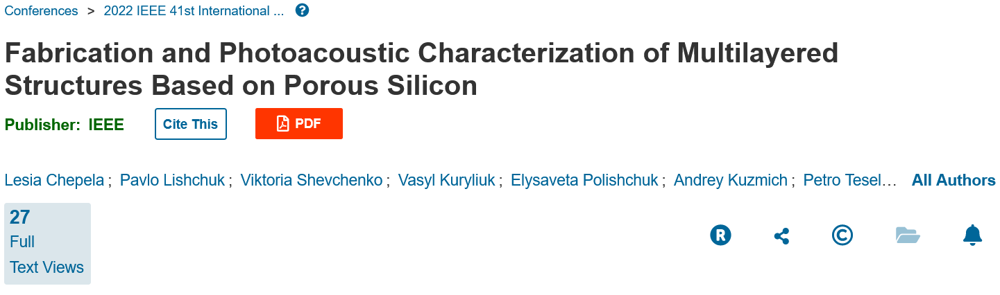 Conferences > 2022 IEEE 41st International ...
Fabrication and Photoacoustic Characterization of Multilayered
Structures Based on Porous Silicon
Publisher: IEEE Cite This PDF
Lesia Chepela ; Pavlo Lishchuk ; Viktoria Shevchenko ; Vasyl Kuryliuk ; Elysaveta Polishchuk ; Andrey Kuzmich ; Petro Tesel... All Authors
27
Full
Text Views